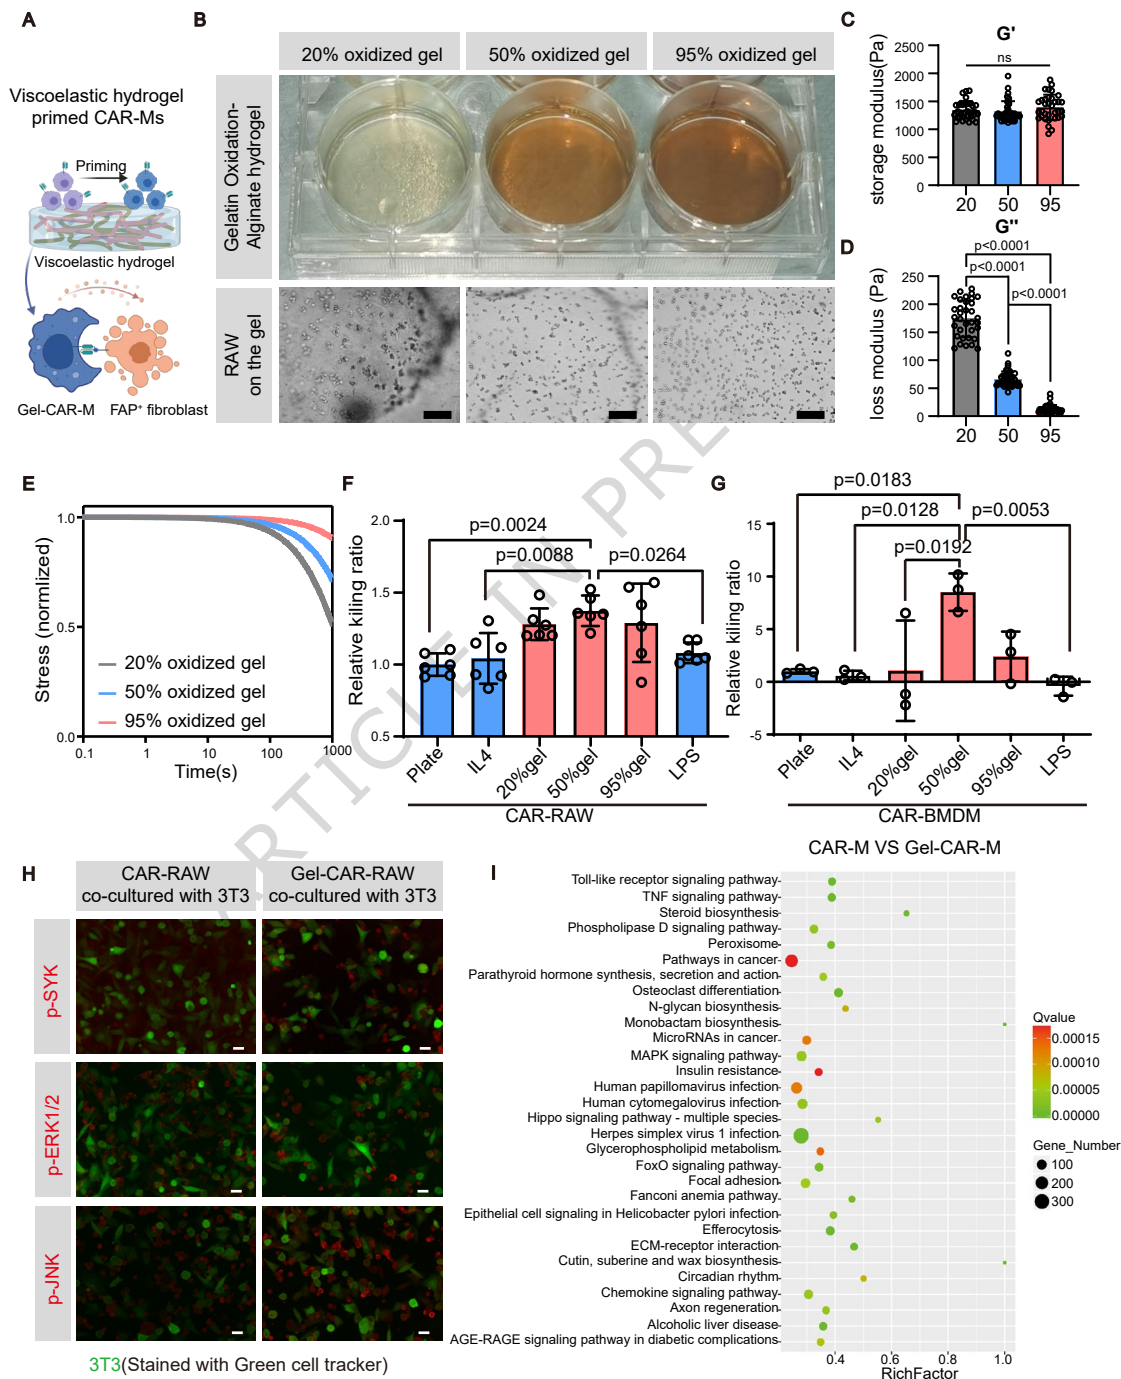 A
Viscoelastic hydrogel
primed CAR-Ms
Priming
Viscoelastic hydrogel
Gel-CAR-M
FAP⁺ fibroblast
B
20% oxidized gel
50% oxidized gel
95% oxidized gel
Gelatin Oxidation-
Alginate hydrogel
RAW
on the gel
C
G'
storage modulus(Pa)
2500
2000
1500
1000
500
0
ns
20
50
95
D
G''
loss modulus (Pa)
250
200
150
100
50
0
p<0.0001
p<0.0001
p<0.0001
20
50
95
E
Stress (normlized)
1.0
0.5
0.0
20% oxidized gel
50% oxidized gel
95% oxidized gel
0.1
1
10
100
1000
Time(s)
F
Relative killing ratio
2.0
1.5
1.0
0.5
p=0.0024
p=0.0088
p=0.0264
Plate
IL4
20%gel
50%gel
95%gel
LPS
CAR-RAW
G
Relative killing ratio
15
10
5
0
-5
p=0.0183
p=0.0128
p=0.0053
p=0.0192
Plate
IL4
20%gel
50%gel
95%gel
LPS
CAR-BMDM
H
CAR-RAW
co-cultured with 3T3
Gel-CAR-RAW
co-cultured with 3T3
p-SYK
p-ERK1/2
p-JNK
3T3(Stained with Green cell tracker)
I
CAR-M VS Gel-CAR-M
Toll-like receptor signaling pathway
TNF signaling pathway
Steroid biosynthesis
Phospholipase D signaling pathway
Peroxisome
Pathways in cancer
Parathyroid hormone synthesis, secretion and action
Osteoclast differentiation
N-glycan biosynthesis
Monobactam biosynthesis
MicroRNAs in cancer
MAPK signaling pathway
Insulin resistance
Human papillomavirus infection
Human cytomegalovirus infection
Hippo signaling pathway - multiple species
Herpes simplex virus 1 infection
Glycerophospholipid metabolism
FoxO signaling pathway
Focal adhesion
Fanconi anemia pathway
Epithelial cell signaling in Helicobacter pylori infection
Efferocytosis
ECM-receptor interaction
Cutin, suberine and wax biosynthesis
Circadian rhythm
Chemokine signaling pathway
Axon regeneration
Alcoholic liver disease
AGE-RAGE signaling pathway in diabetic complications
0.4
0.6
0.8
1.0
RichFactor
Qvalue
0.00015
0.00010
0.00005
0.00000
Gene_Number
100
200
300
ARTICLE IN PRE